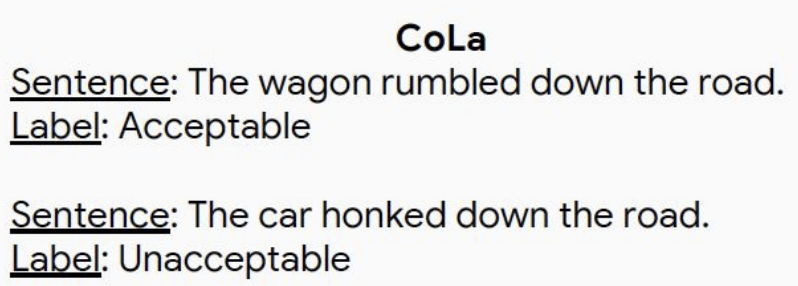 CoLa
Sentence: The wagon rumbled down the road.
Label: Acceptable
Sentence: The car honked down the road.
Label: Unacceptable